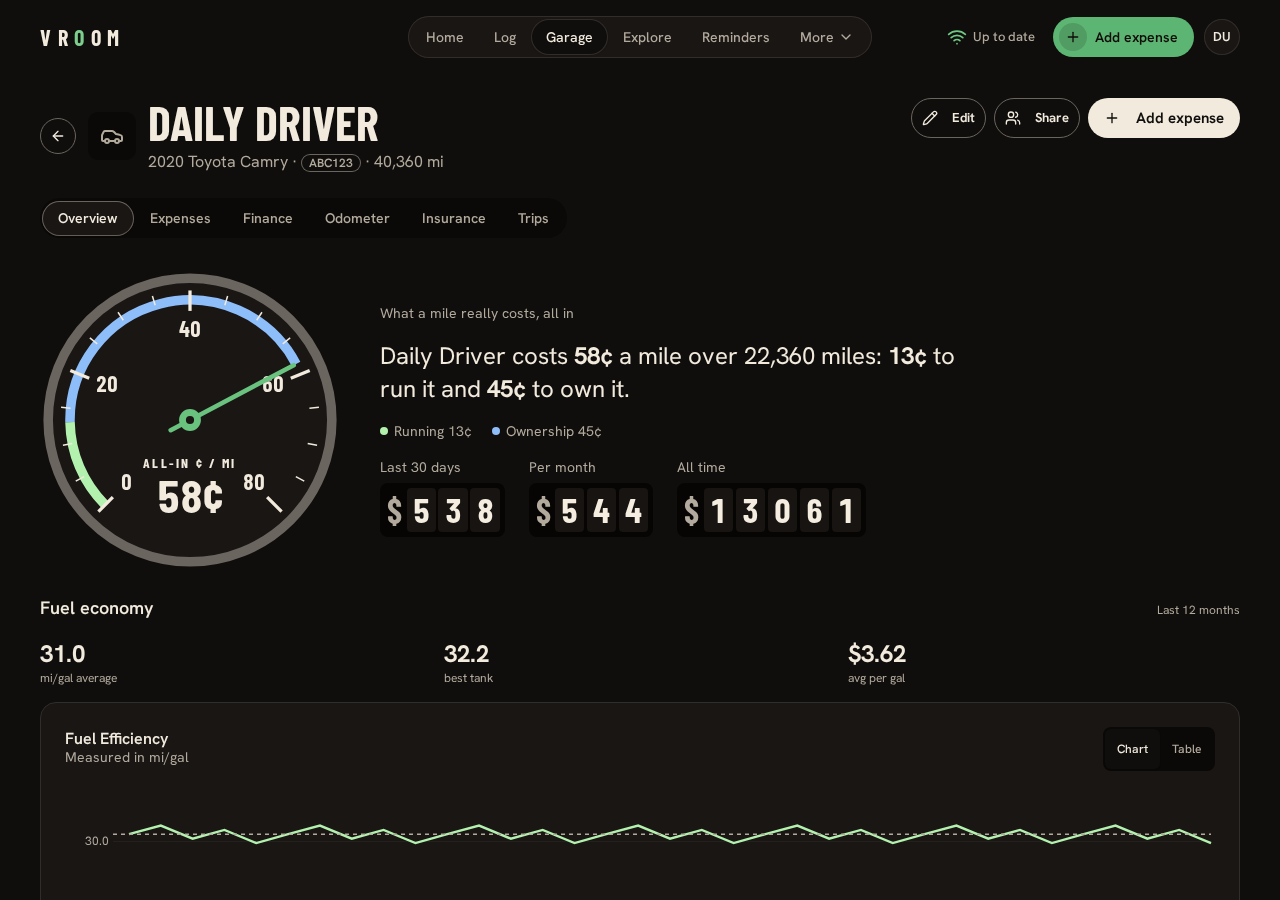 VROOM
Home Log Garage Explore Reminders More
Up to date
Add expense
DU
DAILY DRIVER
2020 Toyota Camry · ABC123 · 40,360 mi
Edit
Share
Add expense
Overview Expenses Finance Odometer Insurance Trips
40
20
60
0
80
ALL-IN ¢ / MI
58¢
What a mile really costs, all in
Daily Driver costs 58¢ a mile over 22,360 miles: 13¢ to
run it and 45¢ to own it.
Running 13¢ Ownership 45¢
Last 30 days Per month All time
$538 $544 $13061
Fuel economy
Last 12 months
31.0 32.2 $3.62
mi/gal average best tank avg per gal
Fuel Efficiency
Measured in mi/gal
Chart Table
30.0